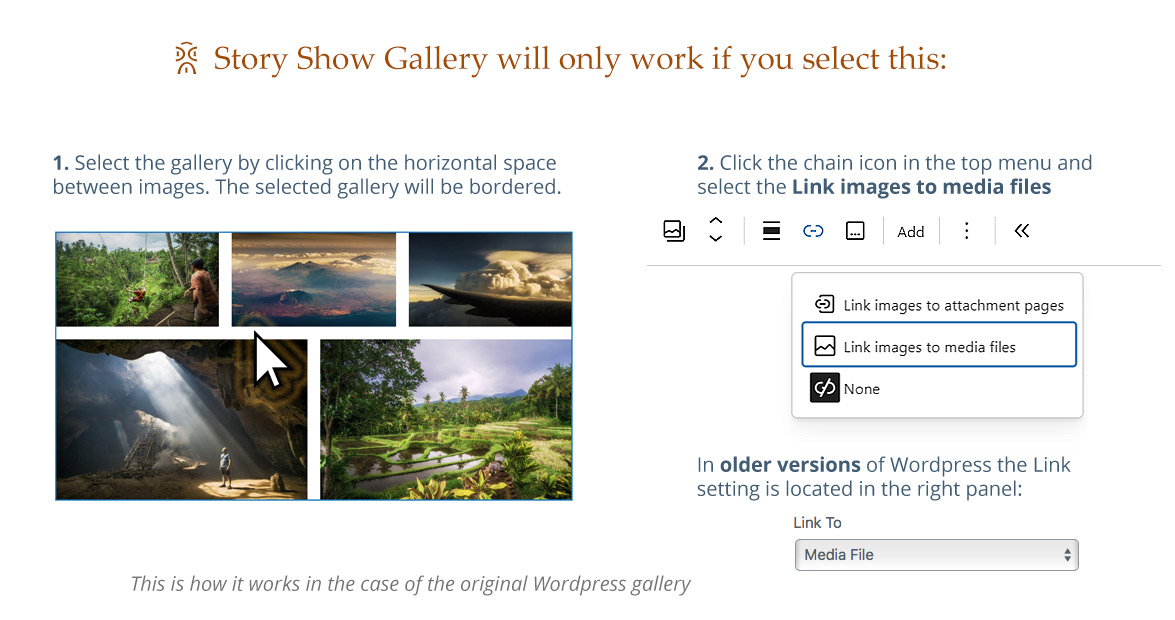 Story Show Gallery will only work if you select this:
1. Select the gallery by clicking on the horizontal space
between images. The selected gallery will be bordered.
2. Click the chain icon in the top menu and
select the Link images to media files
Add
Link images to attachment pages
Link images to media files
None
In older versions of Wordpress the Link
setting is located in the right panel:
Link To
Media File
This is how it works in the case of the original Wordpress gallery